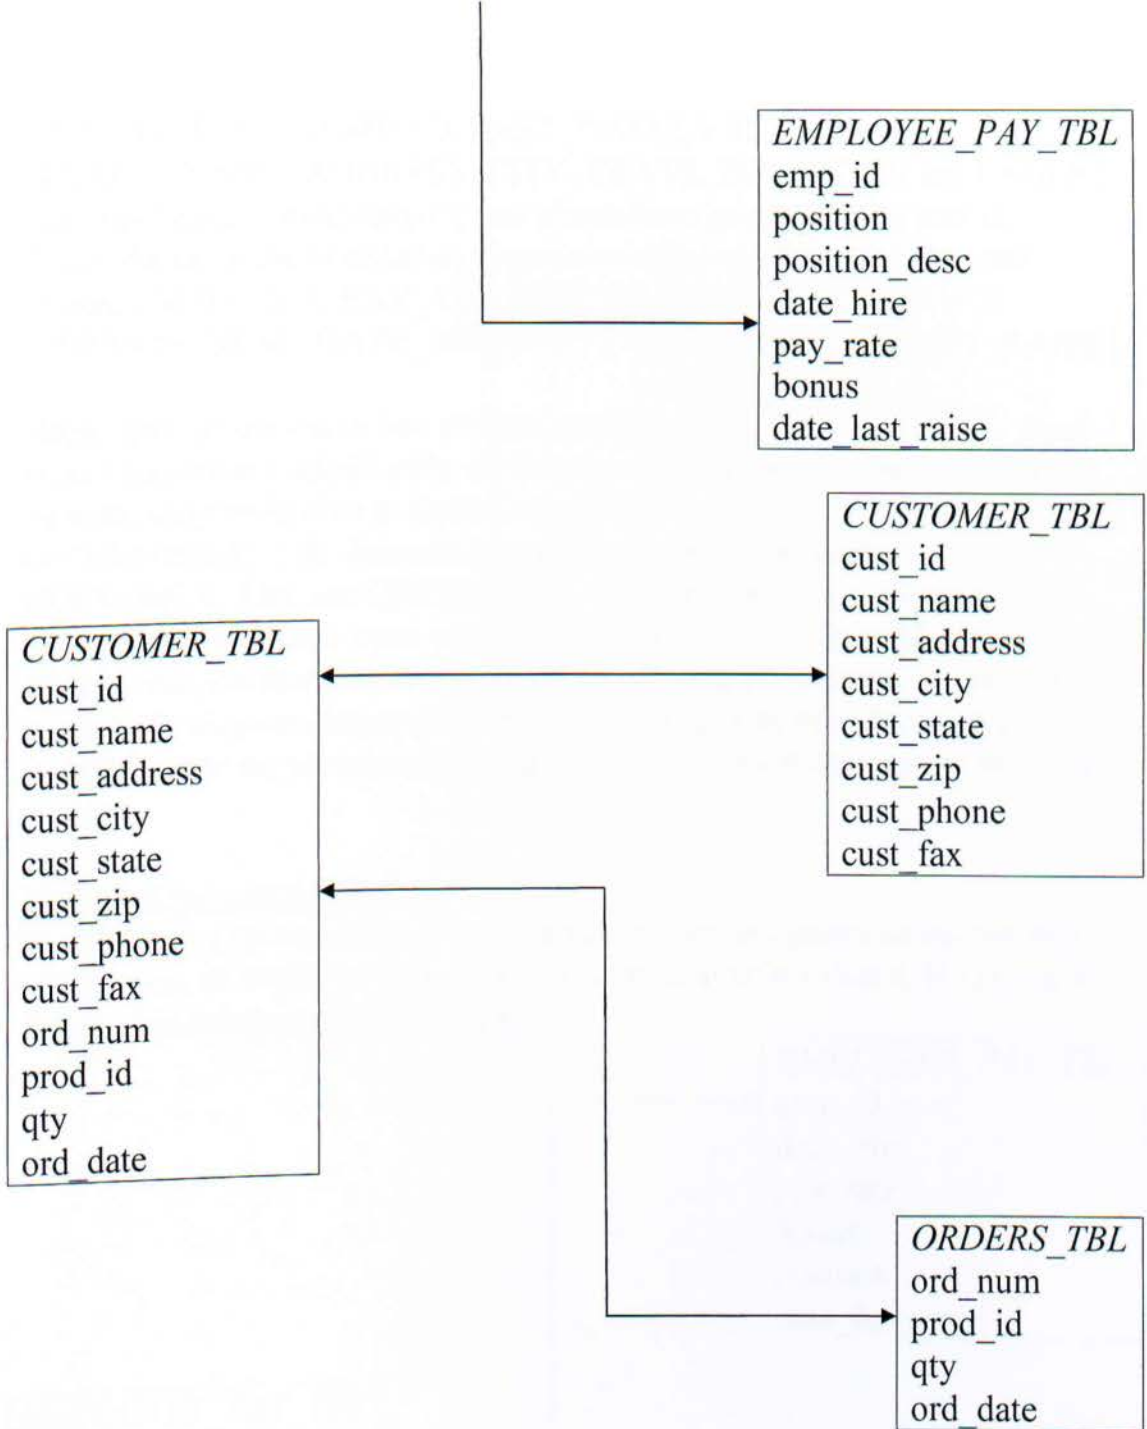 EMPLOYEE_PAY_TBL
emp_id
position
position_desc
date_hire
pay_rate
bonus
date_last_raise
CUSTOMER_TBL
cust_id
cust_name
cust_address
cust_city
cust_state
cust_zip
cust_phone
cust_fax
CUSTOMER_TBL
cust_id
cust_name
cust_address
cust_city
cust_state
cust_zip
cust_phone
cust_fax
ord_num
prod_id
qty
ord_date
ORDERS_TBL
ord_num
prod_id
qty
ord_date